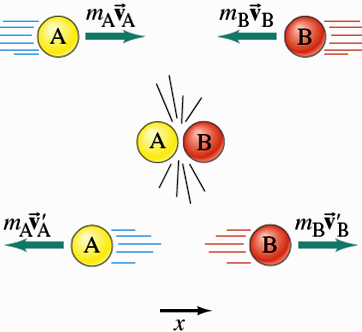 A m_A v⃗_A m_B v⃗_B B
A B
m_A v⃗′_A A B m_B v⃗′_B
x